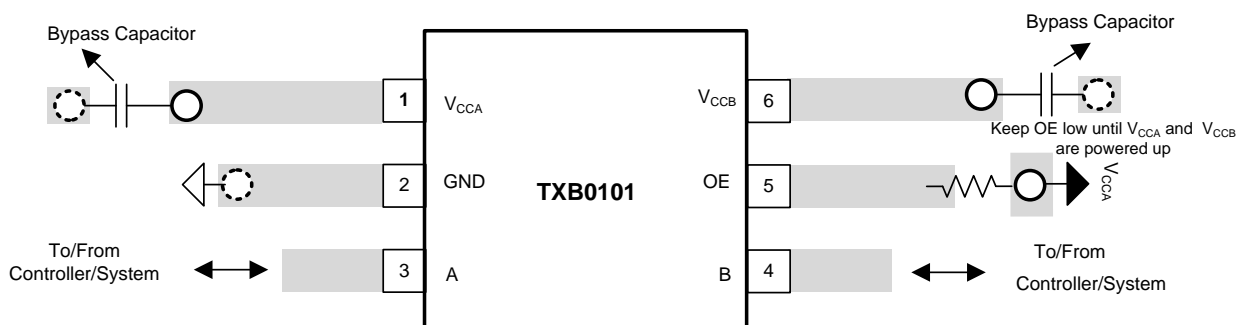 Bypass Capacitor
Bypass Capacitor
1
VCCA
VCCB
6
Keep OE low until VCCA and VCCB
are powered up
2
GND
TXB0101
OE
5
VCCA
To/From
Controller/System
3
A
B
4
To/From
Controller/System